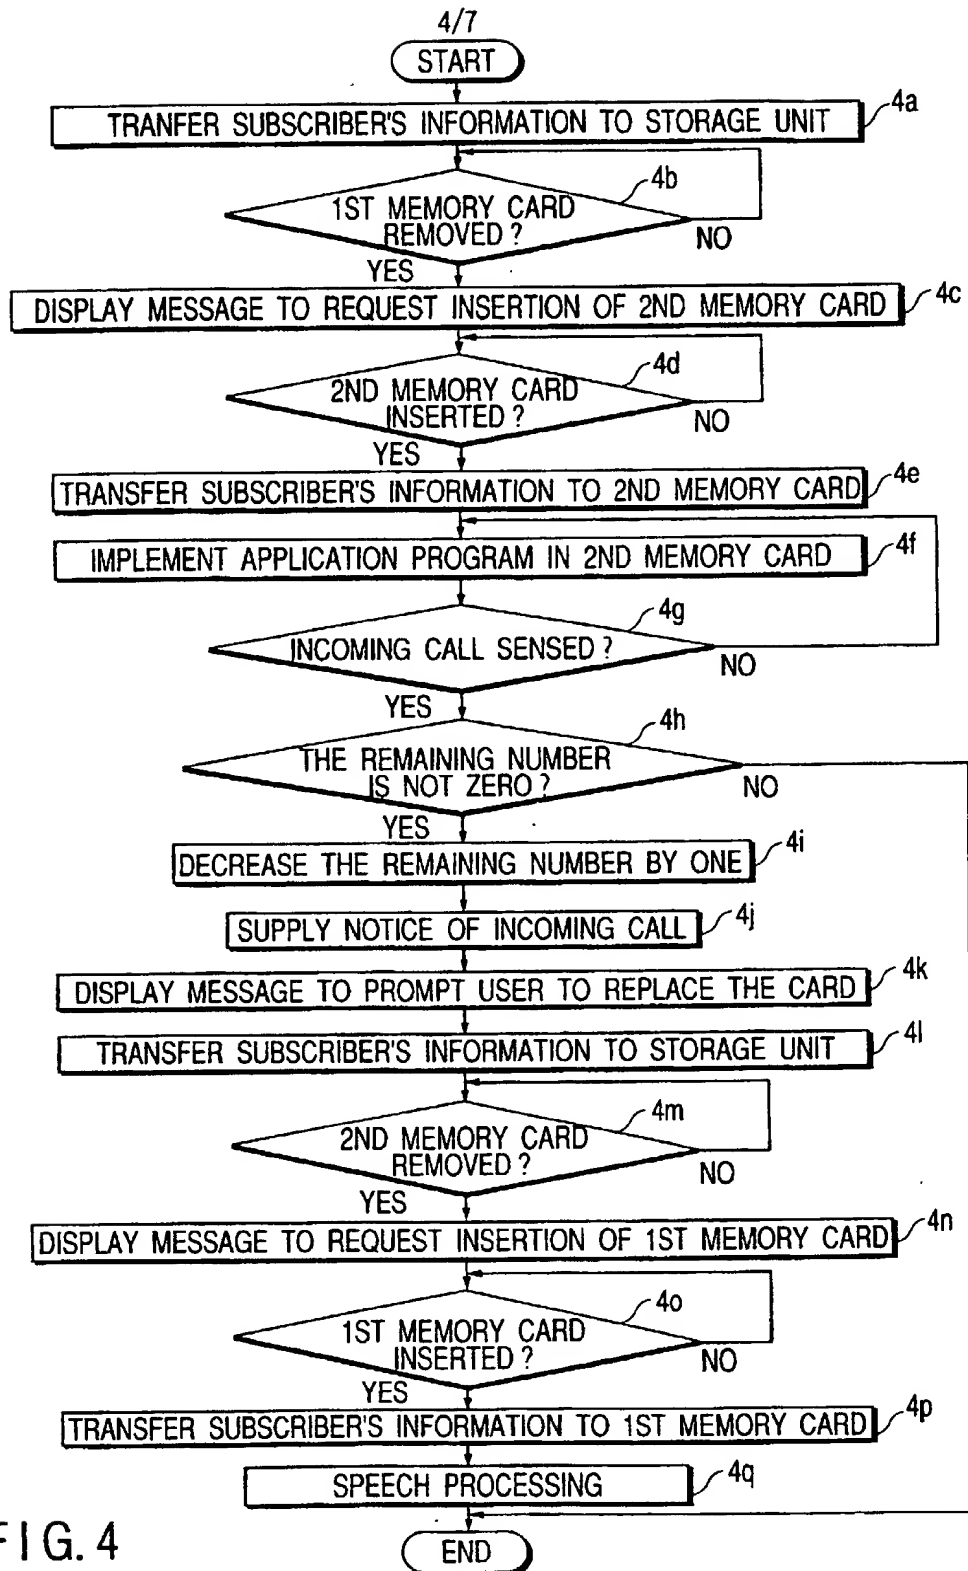 4/7
START
TRANFER SUBSCRIBER'S INFORMATION TO STORAGE UNIT
4a
4b
1ST MEMORY CARD
REMOVED ?
NO
YES
DISPLAY MESSAGE TO REQUEST INSERTION OF 2ND MEMORY CARD
4c
4d
2ND MEMORY CARD
INSERTED ?
NO
YES
TRANSFER SUBSCRIBER'S INFORMATION TO 2ND MEMORY CARD
4e
IMPLEMENT APPLICATION PROGRAM IN 2ND MEMORY CARD
4f
4g
INCOMING CALL SENSED ?
NO
YES
4h
THE REMAINING NUMBER
IS NOT ZERO ?
NO
YES
DECREASE THE REMAINING NUMBER BY ONE
4i
SUPPLY NOTICE OF INCOMING CALL
4j
DISPLAY MESSAGE TO PROMPT USER TO REPLACE THE CARD
4k
TRANSFER SUBSCRIBER'S INFORMATION TO STORAGE UNIT
4l
4m
2ND MEMORY CARD
REMOVED ?
NO
YES
DISPLAY MESSAGE TO REQUEST INSERTION OF 1ST MEMORY CARD
4n
4o
1ST MEMORY CARD
INSERTED ?
NO
YES
TRANSFER SUBSCRIBER'S INFORMATION TO 1ST MEMORY CARD
4p
SPEECH PROCESSING
4q
END
FIG. 4